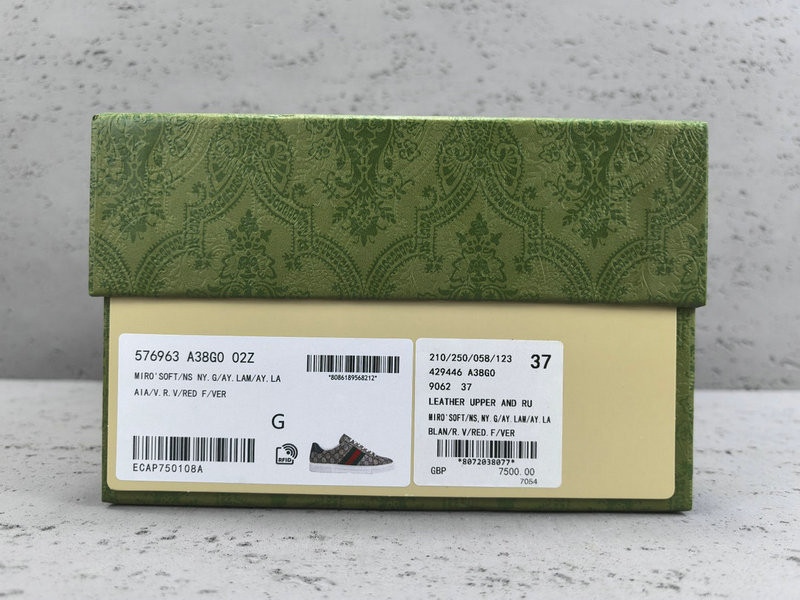 576963 A38G0 02Z
*8086189568212*
MIRO'SOFT/NS NY.G/AY.LAM/AY.LA
AIA/V.R.V/RED F/VER
G
RFID
ECAP750108A
210/250/058/123
37
429446 A38G0
9062 37
LEATHER UPPER AND RU
MIRO'SOFT/NS.NY.G/AY.LAM/AY.LA
BLAN/R.V/RED.F/VER
*8072038077*
GBP 7500.00
7054